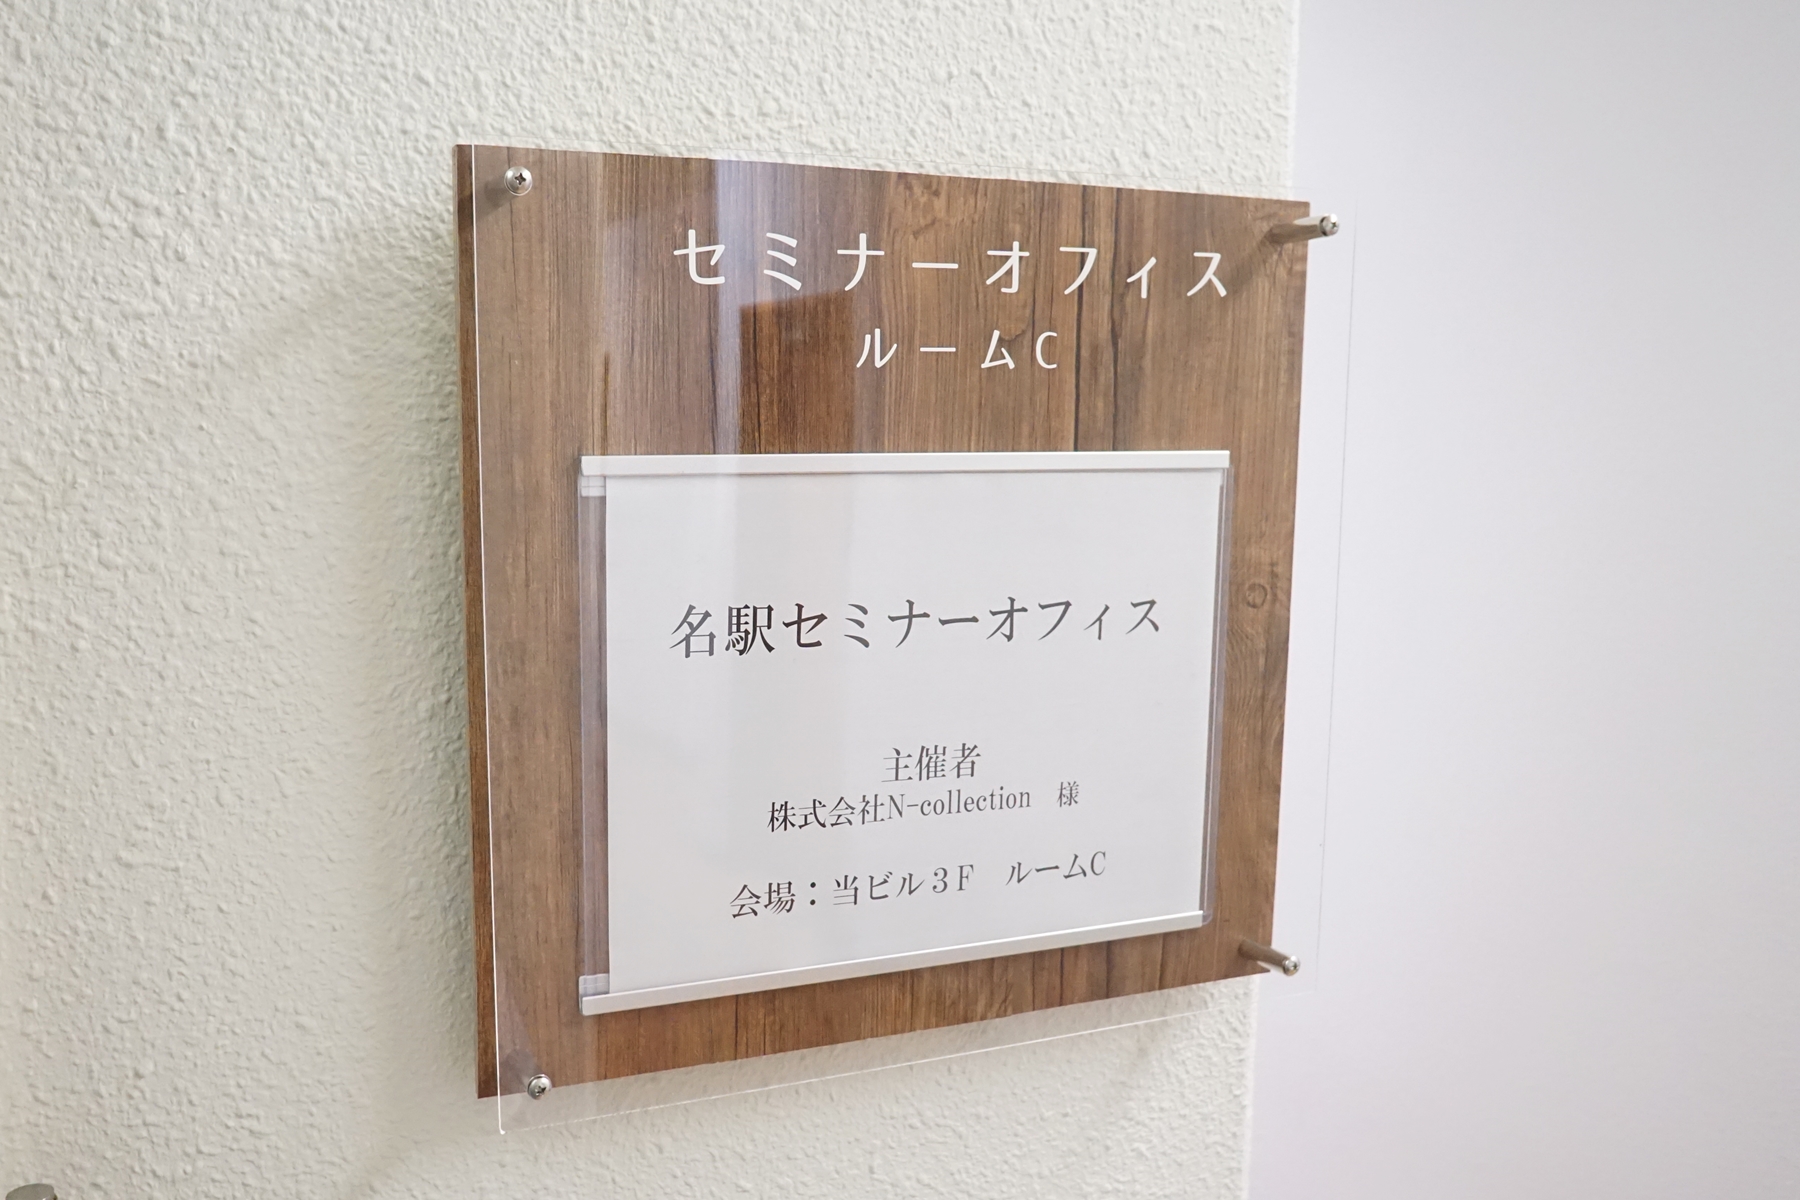 セミナーオフィス
ルームC
名駅セミナーオフィス
主催者
株式会社N-collection　様
会場：当ビル３F　ルームC